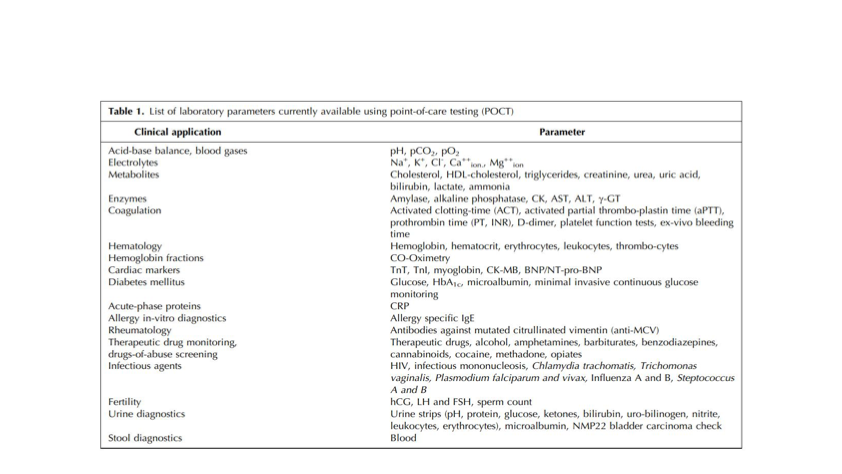 Table 1. List of laboratory parameters currently available using point-of-care testing (POCT)
Clinical application Parameter
Acid-base balance, blood gases pH, pCO₂, pO₂
Electrolytes Na⁺, K⁺, Cl⁻, Ca⁺⁺ion., Mg⁺⁺ion
Metabolites Cholesterol, HDL-cholesterol, triglycerides, creatinine, urea, uric acid,
bilirubin, lactate, ammonia
Enzymes Amylase, alkaline phosphatase, CK, AST, ALT, γ-GT
Coagulation Activated clotting-time (ACT), activated partial thrombo-plastin time (aPTT),
prothrombin time (PT, INR), D-dimer, platelet function tests, ex-vivo bleeding
time
Hematology Hemoglobin, hematocrit, erythrocytes, leukocytes, thrombo-cytes
Hemoglobin fractions CO-Oximetry
Cardiac markers TnT, TnI, myoglobin, CK-MB, BNP/NT-pro-BNP
Diabetes mellitus Glucose, HbA₁c, microalbumin, minimal invasive continuous glucose
monitoring
Acute-phase proteins CRP
Allergy in-vitro diagnostics Allergy specific IgE
Rheumatology Antibodies against mutated citrullinated vimentin (anti-MCV)
Therapeutic drug monitoring, Therapeutic drugs, alcohol, amphetamines, barbiturates, benzodiazepines,
drugs-of-abuse screening cannabinoids, cocaine, methadone, opiates
Infectious agents HIV, infectious mononucleosis, Chlamydia trachomatis, Trichomonas
vaginalis, Plasmodium falciparum and vivax, Influenza A and B, Steptococcus
A and B
Fertility hCG, LH and FSH, sperm count
Urine diagnostics Urine strips (pH, protein, glucose, ketones, bilirubin, uro-bilinogen, nitrite,
leukocytes, erythrocytes), microalbumin, NMP22 bladder carcinoma check
Stool diagnostics Blood